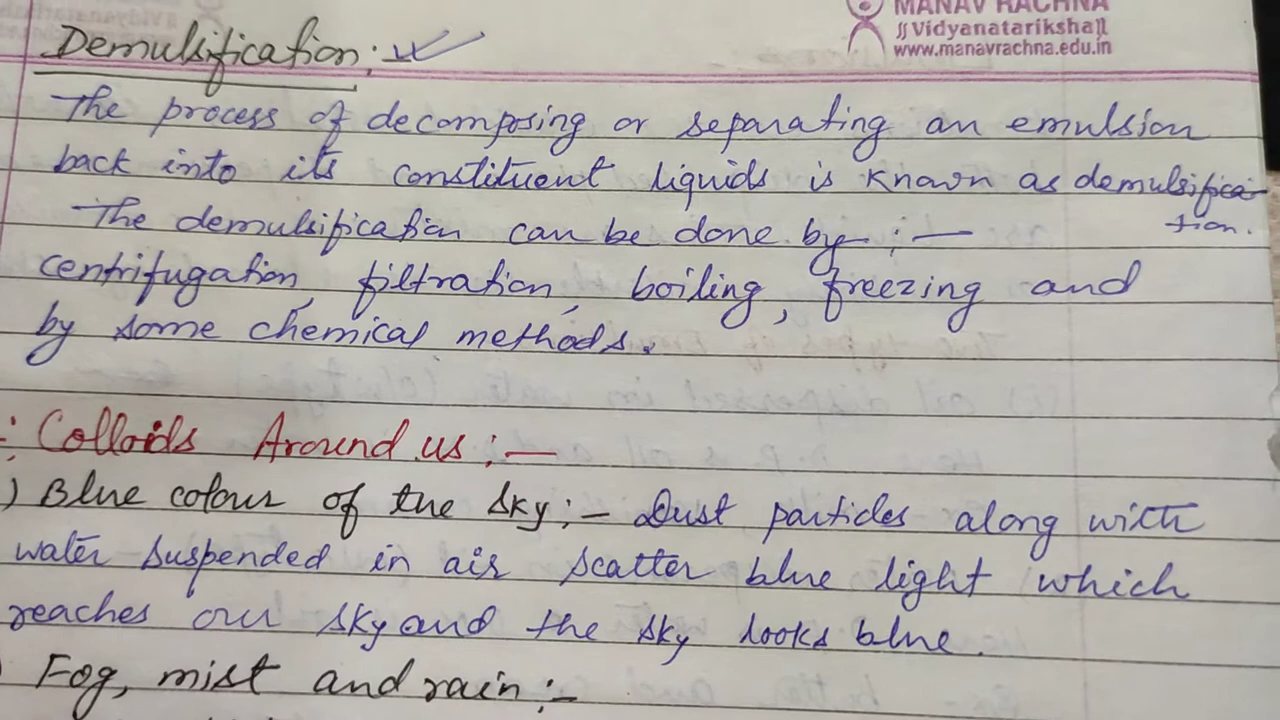 MANAV RACHNA
॥Vidyanatariksha॥
www.manavrachna.edu.in
Demulsification:
The process of decomposing or separating an emulsion
back into its constituent liquids is known as demulsifica-
tion.
The demulsification can be done by :—
centrifugation, filtration, boiling, freezing and
by some chemical methods.
Colloids Around us :—
) Blue colour of the sky :- Dust particles along with
water suspended in air scatter blue light which
reaches our sky and the sky looks blue.
) Fog, mist and rain :-